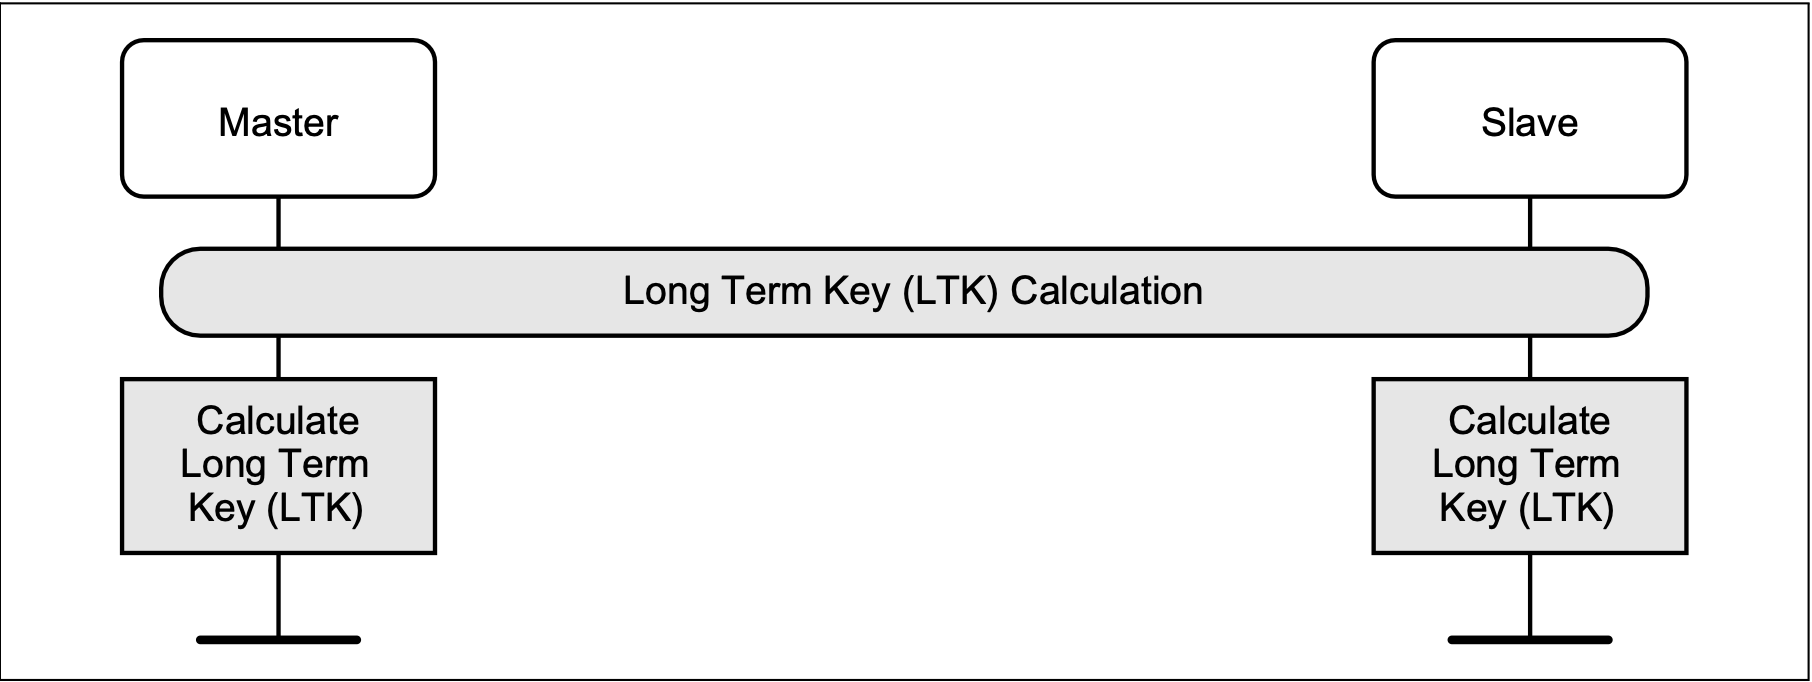 Master
Slave
Long Term Key (LTK) Calculation
Calculate
Long Term
Key (LTK)
Calculate
Long Term
Key (LTK)